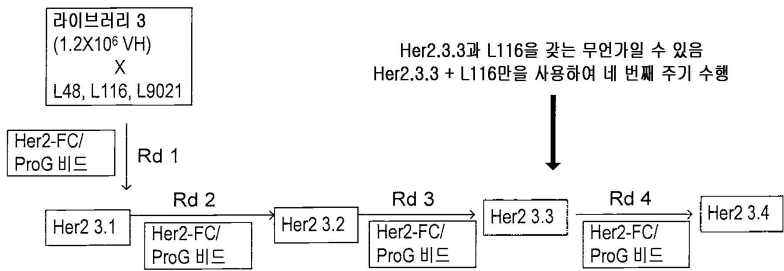 라이브러리 3
(1.2X10⁶ VH)
X
L48, L116, L9021
Her2.3.3과 L116을 갖는 무언가일 수 있음
Her2.3.3 + L116만을 사용하여 네 번째 주기 수행
Her2-FC/
ProG 비드
Rd 1
Her2 3.1
Rd 2
Her2-FC/
ProG 비드
Her2 3.2
Rd 3
Her2-FC/
ProG 비드
Her2 3.3
Rd 4
Her2-FC/
ProG 비드
Her2 3.4